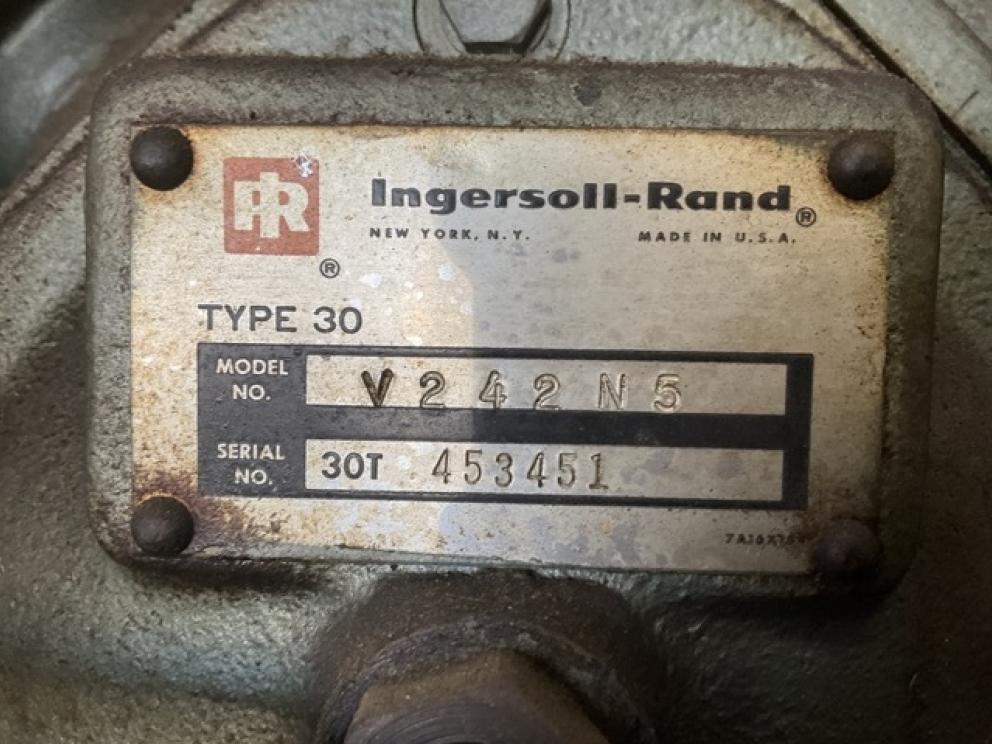 IR
®
Ingersoll-Rand®
NEW YORK, N.Y. MADE IN U.S.A.
TYPE 30
MODEL NO. V242N5
SERIAL NO. 30T 453451